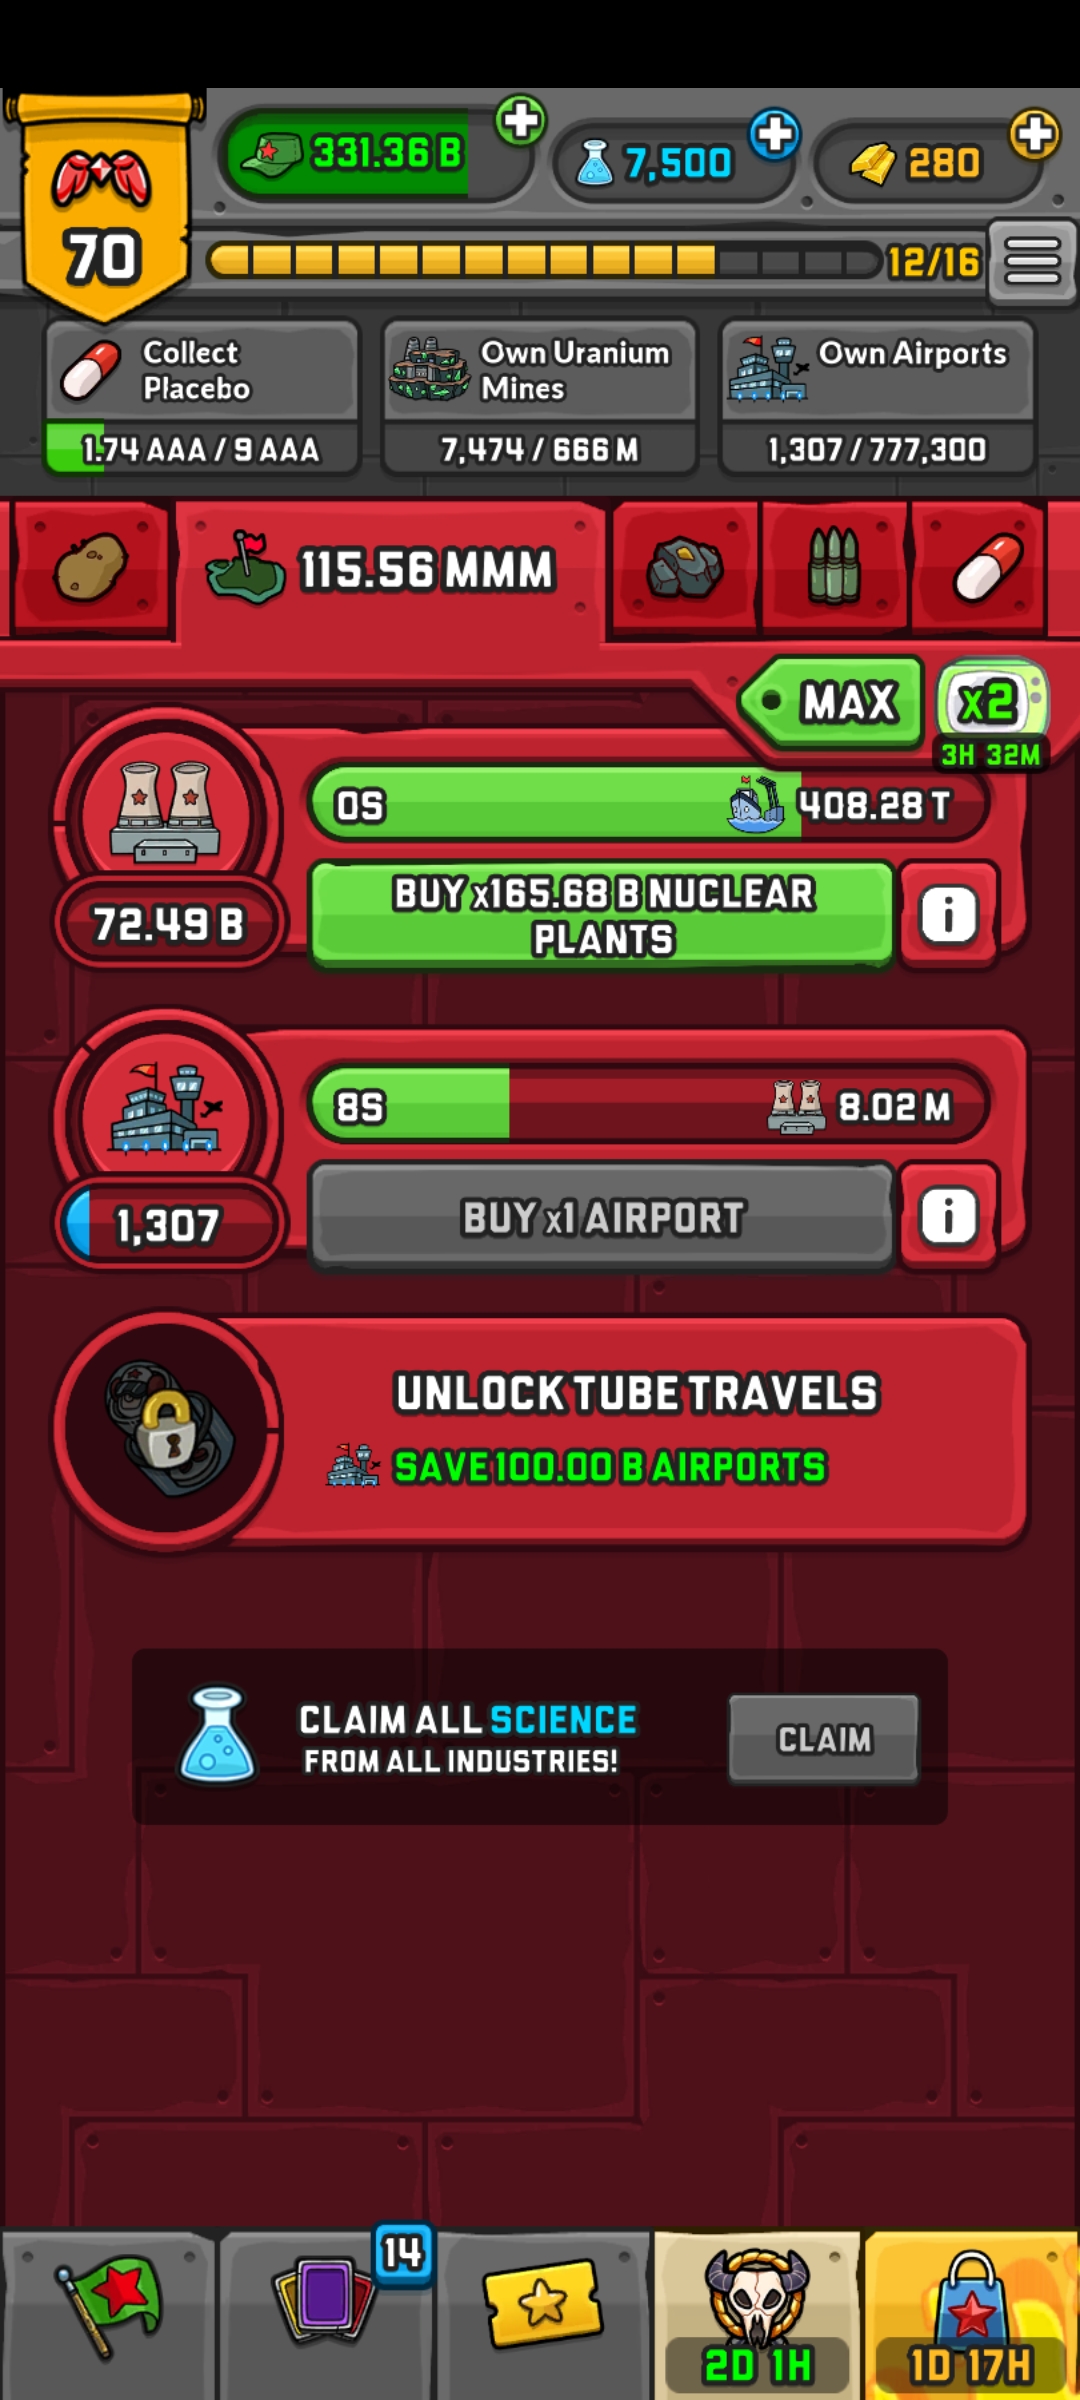 70
331.36 B
7,500
280
12/16
Collect
Placebo
1.74 AAA / 9 AAA
Own Uranium
Mines
7,474 / 666 M
Own Airports
1,307 / 777,300
115.56 MMM
MAX
x2
3H 32M
0S
408.28 T
72.49 B
BUY x165.68 B NUCLEAR
PLANTS
i
8S
8.02 M
1,307
BUY x1 AIRPORT
i
UNLOCK TUBE TRAVELS
SAVE 100.00 B AIRPORTS
CLAIM ALL SCIENCE
FROM ALL INDUSTRIES!
CLAIM
14
2D 1H
1D 17H